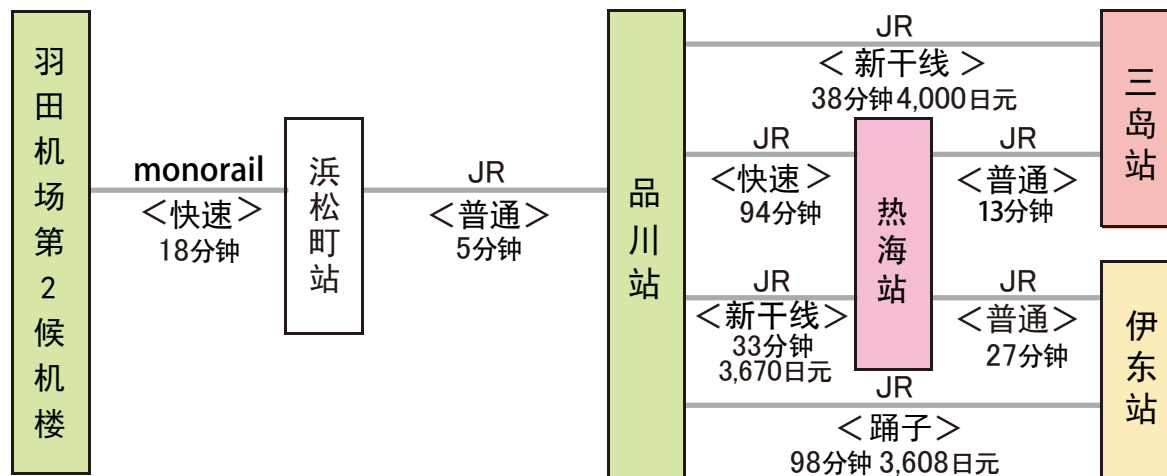 羽田机场第2候机楼
monorail
＜快速＞
18分钟
浜松町站
JR
＜普通＞
5分钟
品川站
JR
＜新干线＞
38分钟 4,000日元
JR
＜快速＞
94分钟
热海站
JR
＜普通＞
13分钟
三岛站
JR
＜新干线＞
33分钟
3,670日元
JR
＜普通＞
27分钟
JR
＜踊子＞
98分钟 3,608日元
伊东站